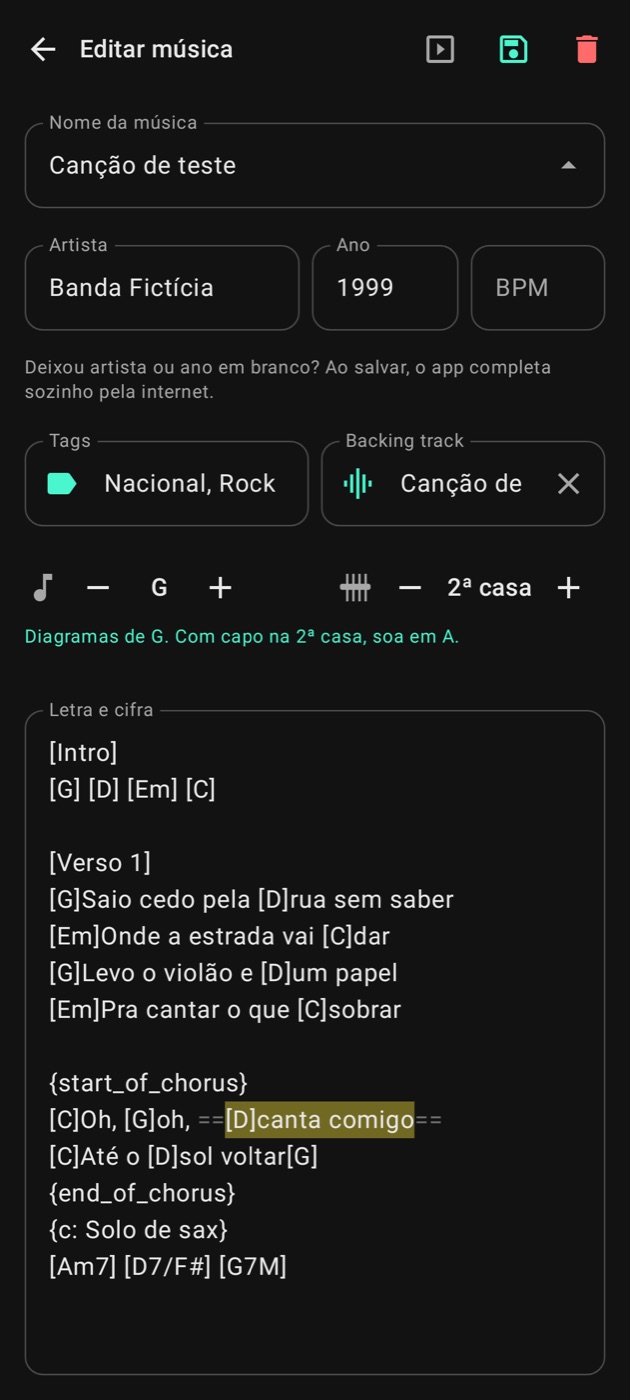 Editar música
Nome da música
Canção de teste
Artista
Banda Fictícia
Ano
1999
BPM
Deixou artista ou ano em branco? Ao salvar, o app completa
sozinho pela internet.
Tags
Nacional, Rock
Backing track
Canção de
G
2ª casa
Diagramas de G. Com capo na 2ª casa, soa em A.
Letra e cifra
[Intro]
[G] [D] [Em] [C]
[Verso 1]
[G]Saio cedo pela [D]rua sem saber
[Em]Onde a estrada vai [C]dar
[G]Levo o violão e [D]um papel
[Em]Pra cantar o que [C]sobrar
{start_of_chorus}
[C]Oh, [G]oh, ==[D]canta comigo==
[C]Até o [D]sol voltar[G]
{end_of_chorus}
{c: Solo de sax}
[Am7] [D7/F#] [G7M]